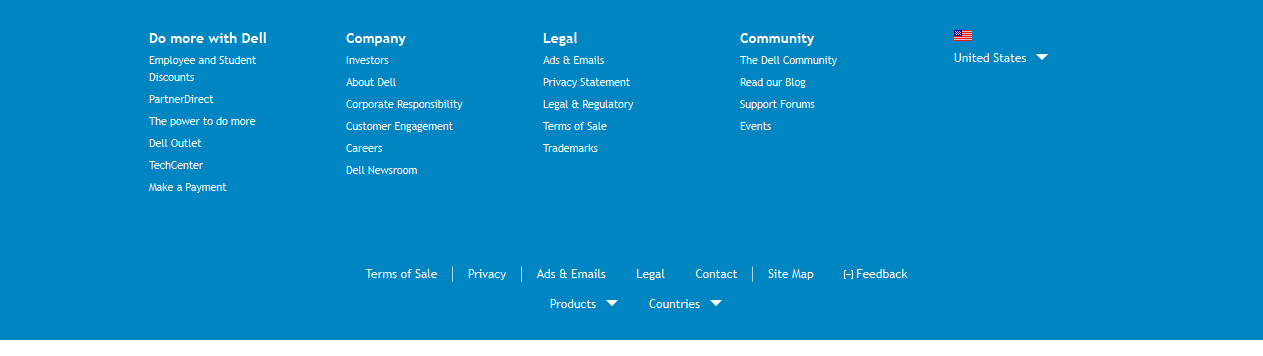 Do more with Dell
Employee and Student
Discounts
PartnerDirect
The power to do more
Dell Outlet
TechCenter
Make a Payment
Company
Investors
About Dell
Corporate Responsibility
Customer Engagement
Careers
Dell Newsroom
Legal
Ads & Emails
Privacy Statement
Legal & Regulatory
Terms of Sale
Trademarks
Community
The Dell Community
Read our Blog
Support Forums
Events
United States
Terms of Sale Privacy Ads & Emails Legal Contact Site Map [–] Feedback
Products Countries